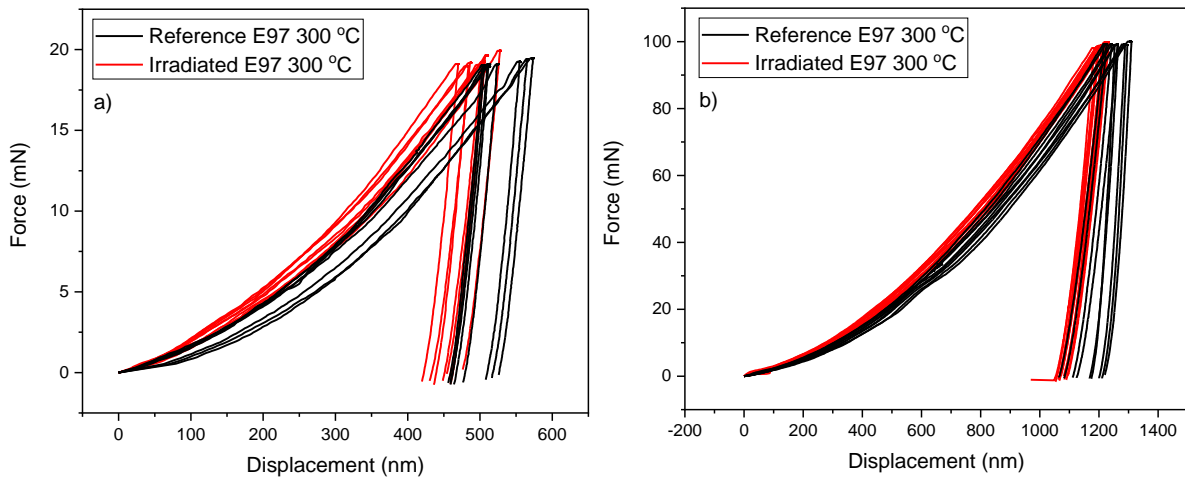 Reference E97 300 °C
Irradiated E97 300 °C
a)
20
15
10
5
0
Force (mN)
0 100 200 300 400 500 600
Displacement (nm)
Reference E97 300 °C
Irradiated E97 300 °C
b)
100
80
60
40
20
0
Force (mN)
-200 0 200 400 600 800 1000 1200 1400
Displacement (nm)